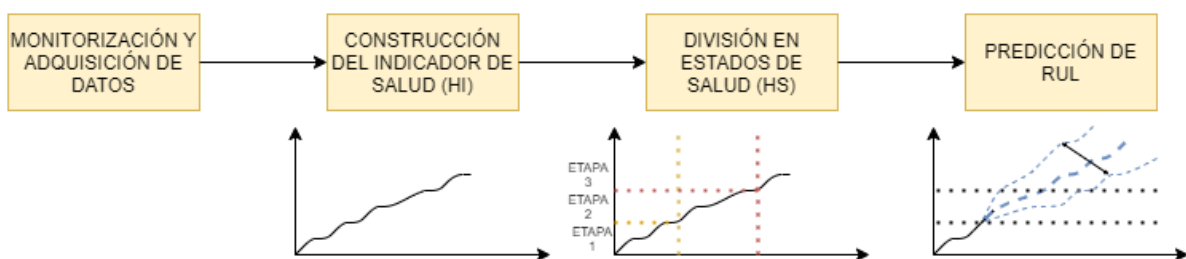 MONITORIZACIÓN Y
ADQUISICIÓN DE
DATOS
CONSTRUCCIÓN
DEL INDICADOR DE
SALUD (HI)
DIVISIÓN EN
ESTADOS DE
SALUD (HS)
PREDICCIÓN DE
RUL
ETAPA
3
ETAPA
2
ETAPA
1